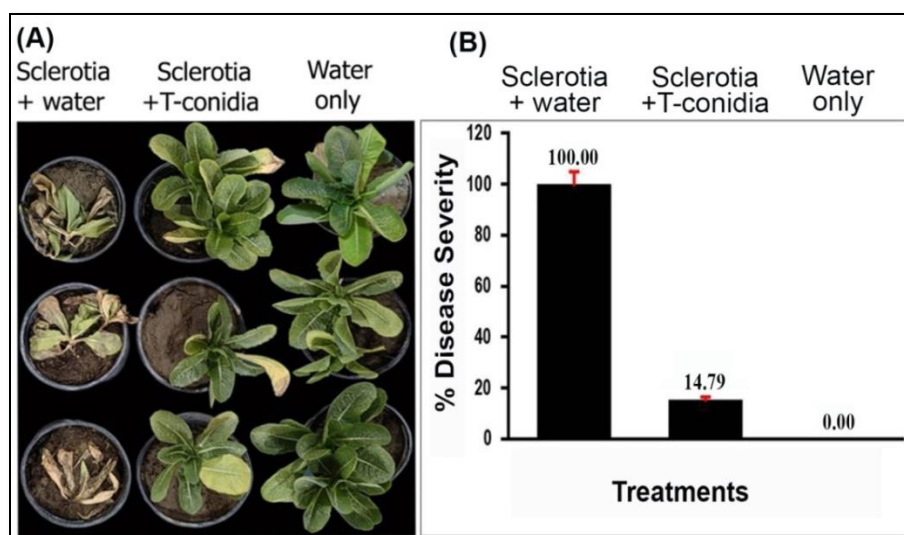 (A)
Sclerotia
+ water
Sclerotia
+T-conidia
Water
only
(B)
Sclerotia
+ water
Sclerotia
+T-conidia
Water
only
% Disease Severity
120
100
80
60
40
20
0
100.00
14.79
0.00
Treatments